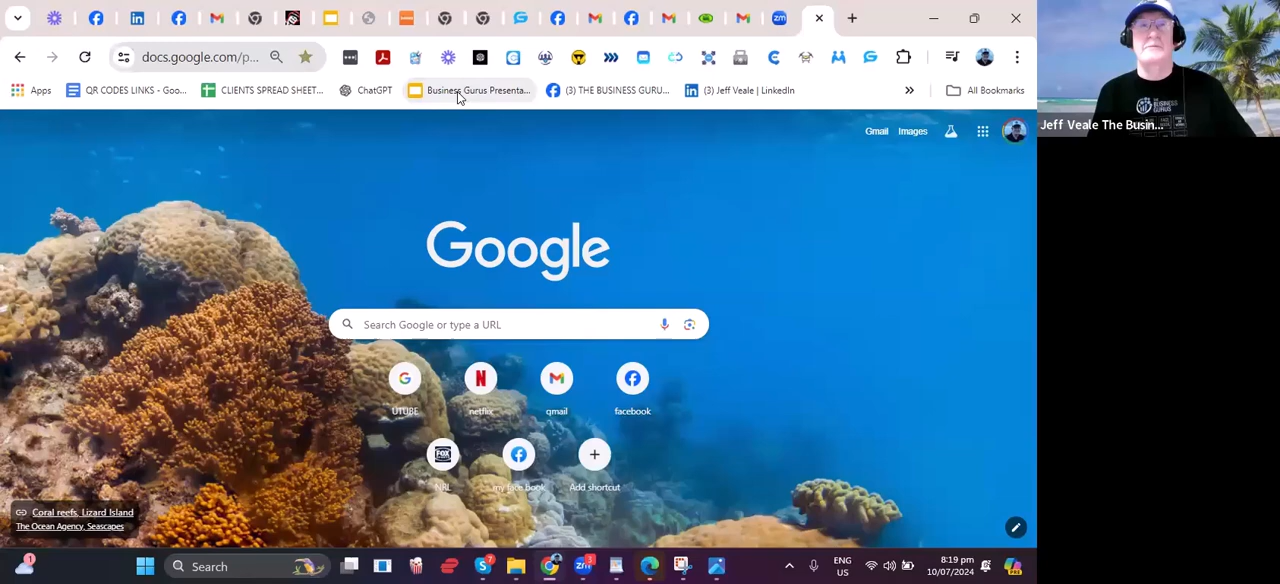 docs.google.com/p...
Apps
QR CODES LINKS - Goo...
CLIENTS SPREAD SHEET...
ChatGPT
Business Gurus Presenta...
(3) THE BUSINESS GURU...
(3) Jeff Veale | LinkedIn
All Bookmarks
Gmail Images
Jeff Veale The Busin...
THE BUSINESS GURUS
Google
Search Google or type a URL
UTUBE
netflix
gmail
facebook
NRL
my face book
Add shortcut
Coral reefs, Lizard Island
The Ocean Agency, Seascapes
Search
ENG
US
8:19 pm
10/07/2024